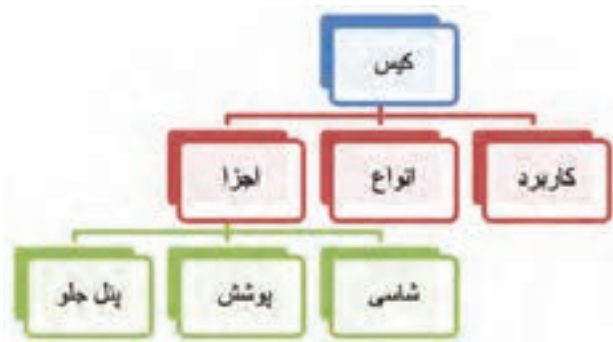 کیس
کاربرد
انواع
اجزا
شاسی
پوشش
پنل جلو